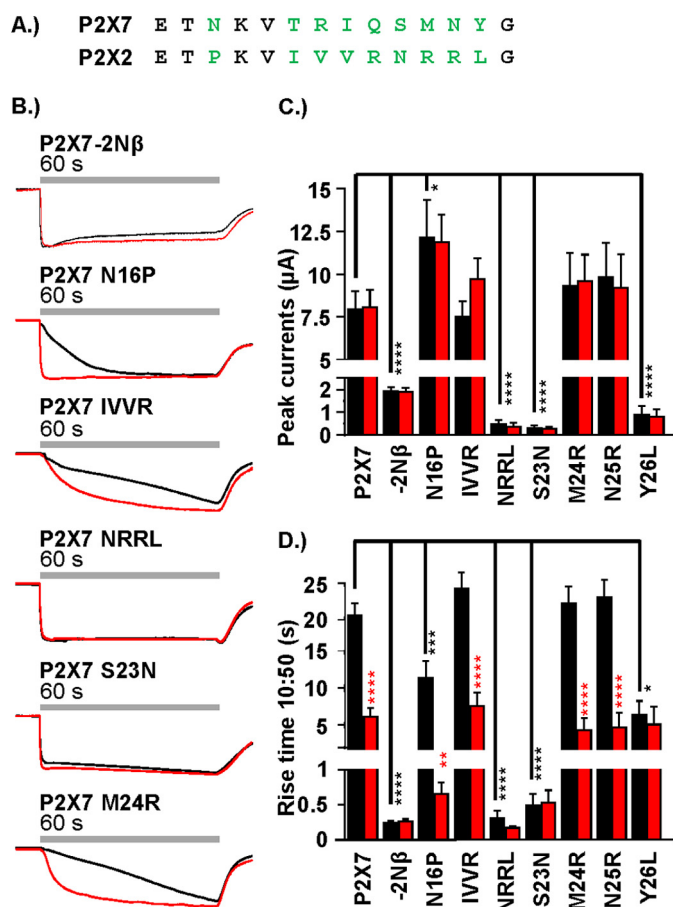 A.) P2X7 E T N K V T R I Q S M N Y G
P2X2 E T P K V I V V R N R R L G
B.)
P2X7-2Nβ
60 s
P2X7 N16P
60 s
P2X7 IVVR
60 s
P2X7 NRRL
60 s
P2X7 S23N
60 s
P2X7 M24R
60 s
C.)
Peak currents (µA)
15
12.5
10
7.5
5
2
1
0
****
*
****
****
****
P2X7
-2Nβ
N16P
IVVR
NRRL
S23N
M24R
N25R
Y26L
D.)
Rise time 10:50 (s)
25
20
15
10
5
1
0.5
0
****
****
***
**
****
****
****
****
****
*
P2X7
-2Nβ
N16P
IVVR
NRRL
S23N
M24R
N25R
Y26L